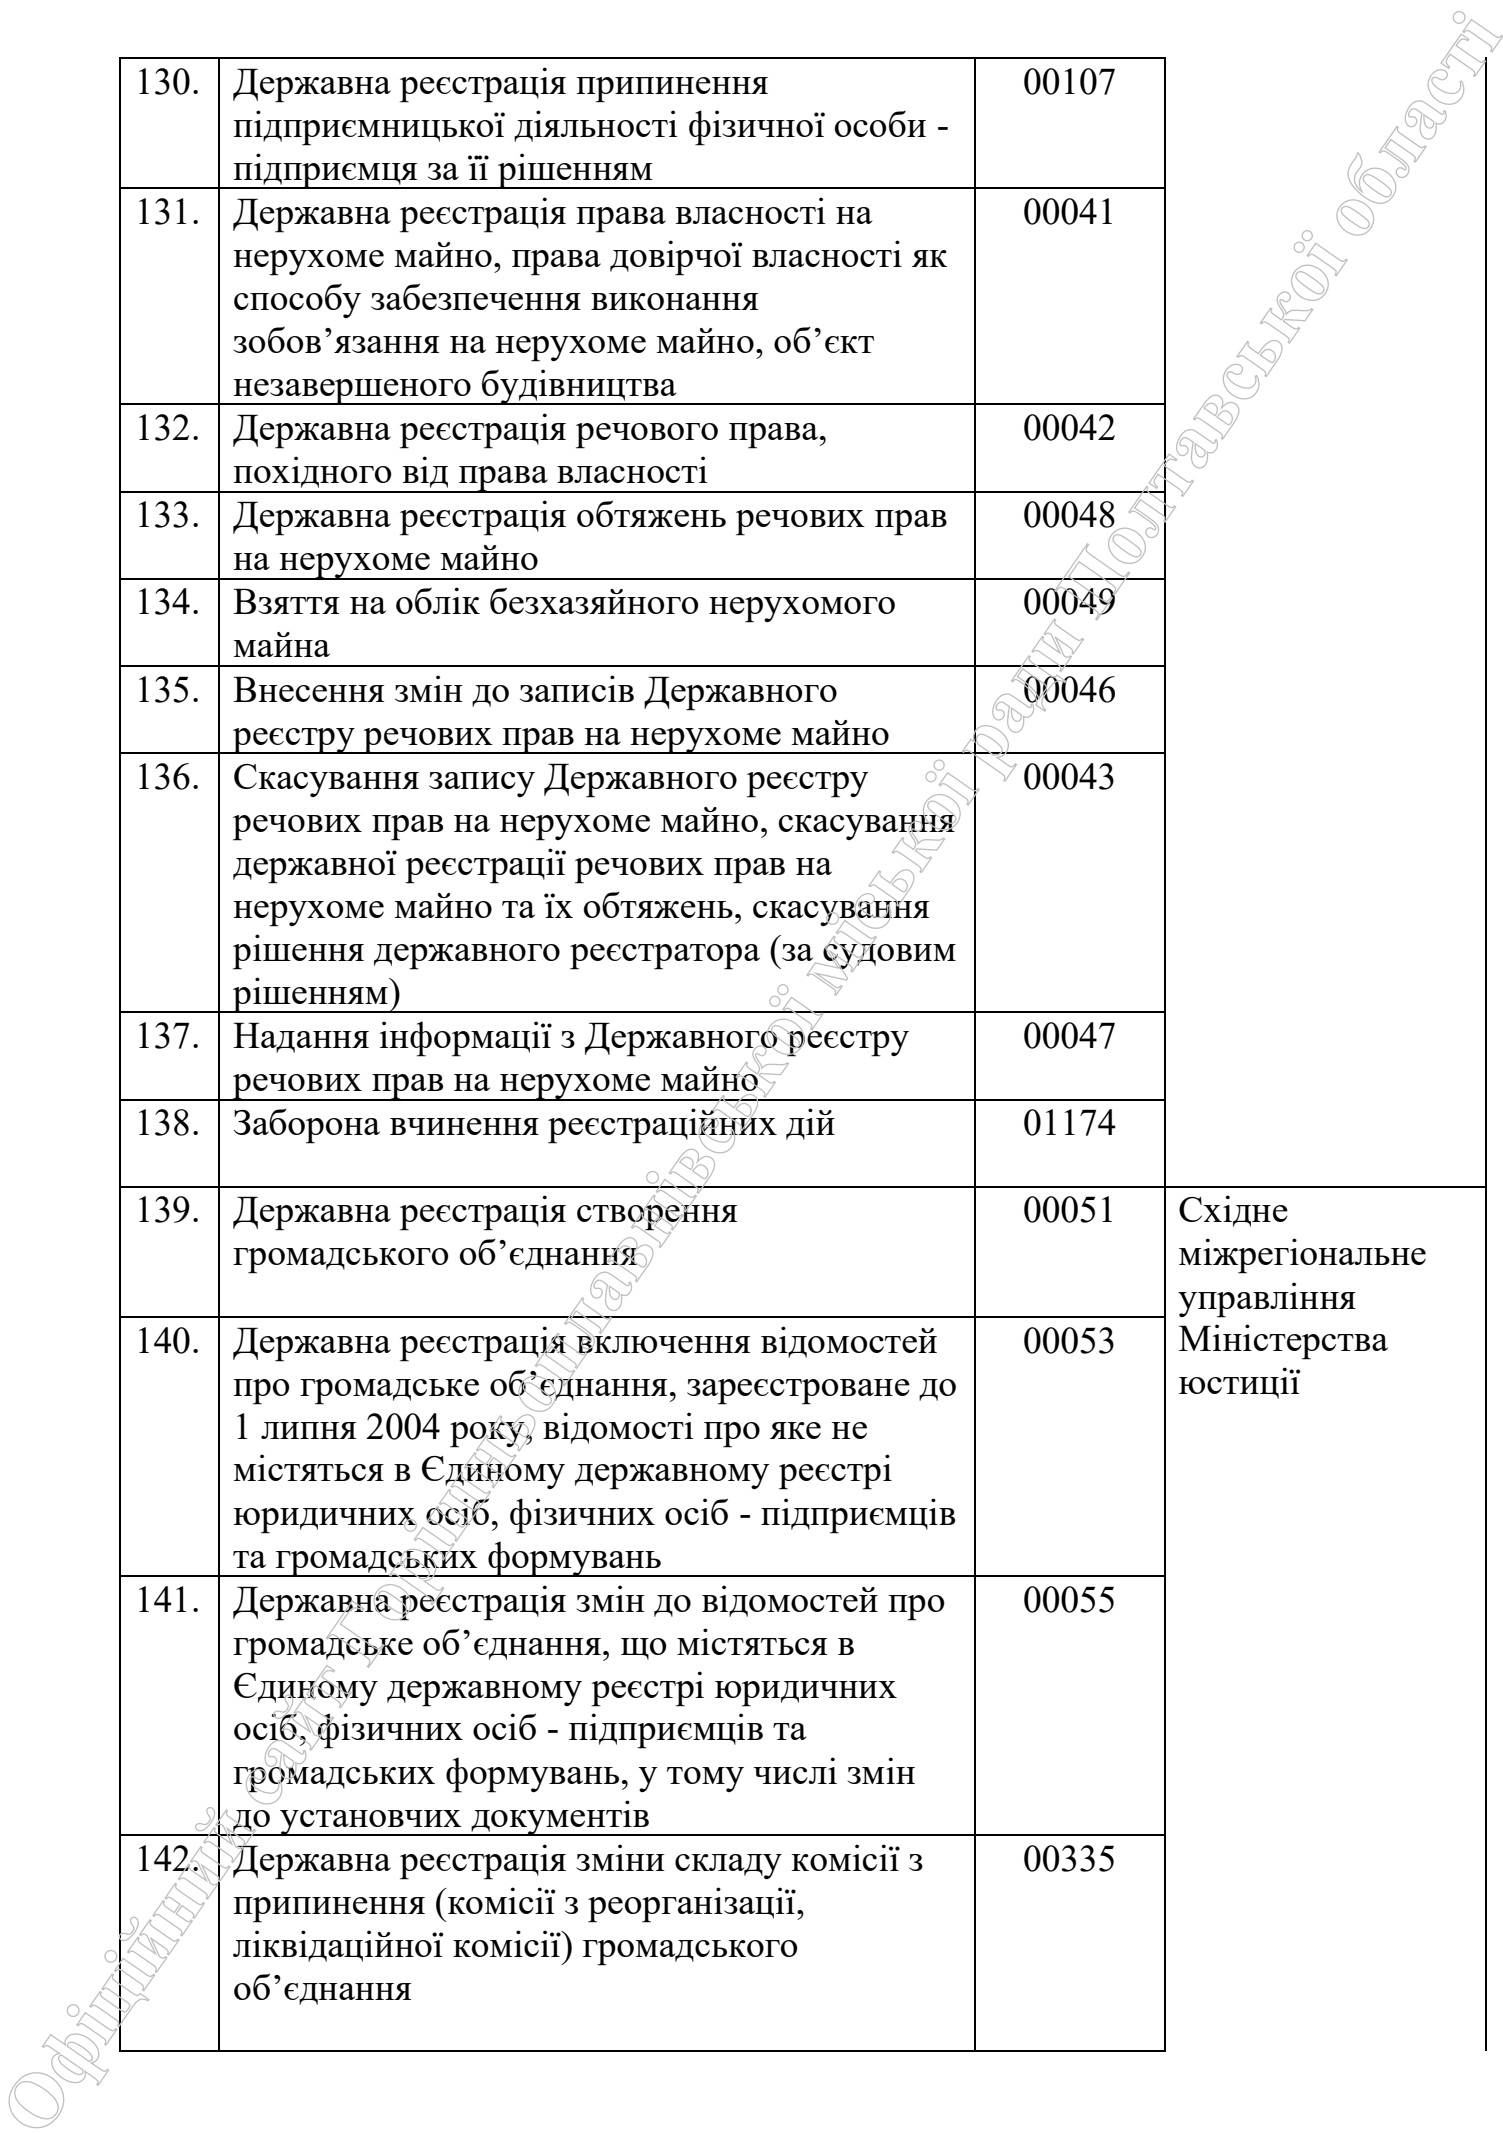 130. Державна реєстрація припинення 00107
підприємницької діяльності фізичної особи -
підприємця за її рішенням
131. Державна реєстрація права власності на 00041
нерухоме майно, права довірчої власності як
способу забезпечення виконання
зобов’язання на нерухоме майно, об’єкт
незавершеного будівництва
132. Державна реєстрація речового права, 00042
похідного від права власності
133. Державна реєстрація обтяжень речових прав 00048
на нерухоме майно
134. Взяття на облік безхазяйного нерухомого 00049
майна
135. Внесення змін до записів Державного 00046
реєстру речових прав на нерухоме майно
136. Скасування запису Державного реєстру 00043
речових прав на нерухоме майно, скасування
державної реєстрації речових прав на
нерухоме майно та їх обтяжень, скасування
рішення державного реєстратора (за судовим
рішенням)
137. Надання інформації з Державного реєстру 00047
речових прав на нерухоме майно
138. Заборона вчинення реєстраційних дій 01174
139. Державна реєстрація створення 00051 Східне
громадського об’єднання міжрегіональне
управління
140. Державна реєстрація включення відомостей 00053 Міністерства
про громадське об’єднання, зареєстроване до юстиції
1 липня 2004 року, відомості про яке не
містяться в Єдиному державному реєстрі
юридичних осіб, фізичних осіб - підприємців
та громадських формувань
141. Державна реєстрація змін до відомостей про 00055
громадське об’єднання, що містяться в
Єдиному державному реєстрі юридичних
осіб, фізичних осіб - підприємців та
громадських формувань, у тому числі змін
до установчих документів
142. Державна реєстрація зміни складу комісії з 00335
припинення (комісії з реорганізації,
ліквідаційної комісії) громадського
об’єднання
Офіційний сайт Горішньоплавнівської міської ради Полтавської області